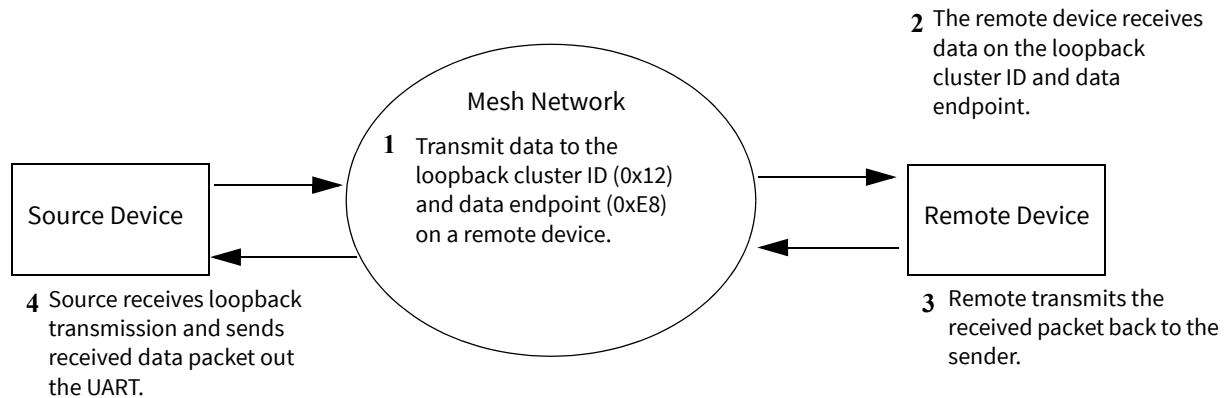 Mesh Network
1 Transmit data to the
loopback cluster ID (0x12)
and data endpoint (0xE8)
on a remote device.
2 The remote device receives
data on the loopback
cluster ID and data
endpoint.
Source Device
Remote Device
4 Source receives loopback
transmission and sends
received data packet out
the UART.
3 Remote transmits the
received packet back to the
sender.